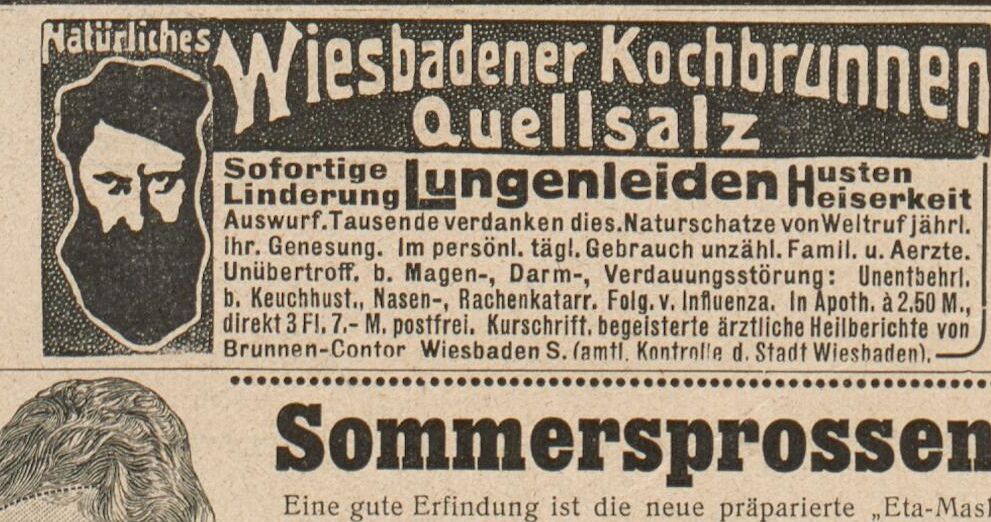 Natürliches
Wiesbadener Kochbrunnen
Quellsalz
Sofortige Linderung Lungenleiden Husten Heiserkeit
Auswurf. Tausende verdanken dies. Naturschatze von Weltruf jährl.
ihr. Genesung. Im persönl. tägl. Gebrauch unzähl. Famil. u. Aerzte.
Unübertroff. b. Magen-, Darm-, Verdauungsstörung: Unentbehrl.
b. Keuchhust., Nasen-, Rachenkatarr. Folg. v. Influenza. In Apoth. à 2.50 M.,
direkt 3 Fl. 7.- M. postfrei. Kurschrift. begeisterte ärztliche Heilberichte von
Brunnen-Contor Wiesbaden S. (amtl. Kontrolle d. Stadt Wiesbaden).
Sommersprossen
Eine gute Erfindung ist die neue präparierte „Eta-Mas